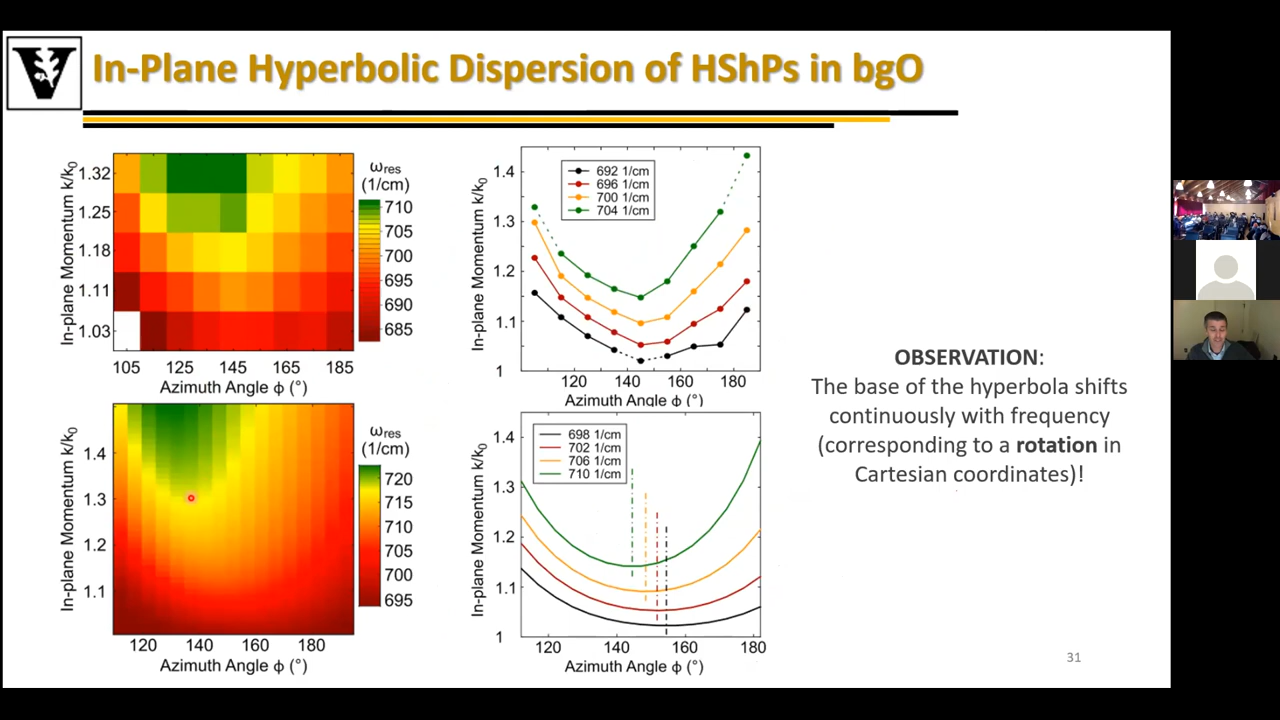 In-Plane Hyperbolic Dispersion of HShPs in bgO
In-plane Momentum k/k0
1.32
1.25
1.18
1.11
1.03
105
125
145
165
185
Azimuth Angle ϕ (°)
ωres
(1/cm)
710
705
700
695
690
685
In-plane Momentum k/k0
1.4
1.3
1.2
1.1
1
692 1/cm
696 1/cm
700 1/cm
704 1/cm
120
140
160
180
Azimuth Angle ϕ (°)
In-plane Momentum k/k0
1.4
1.3
1.2
1.1
120
140
160
180
Azimuth Angle ϕ (°)
ωres
(1/cm)
720
715
710
705
700
695
In-plane Momentum k/k0
1.4
1.3
1.2
1.1
1
698 1/cm
702 1/cm
706 1/cm
710 1/cm
120
140
160
180
Azimuth Angle ϕ (°)
OBSERVATION:
The base of the hyperbola shifts
continuously with frequency
(corresponding to a rotation in
Cartesian coordinates)!
31